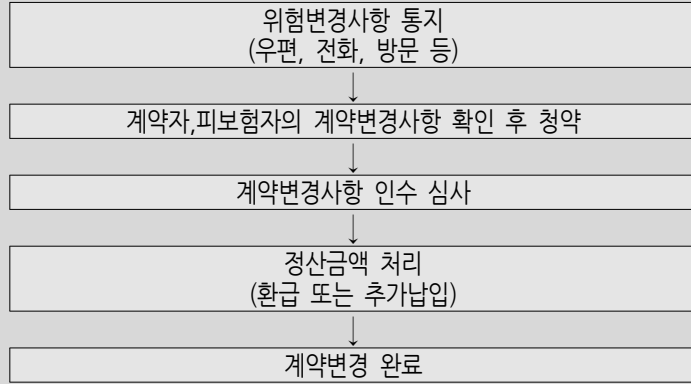 위험변경사항 통지
(우편, 전화, 방문 등)
↓
계약자,피보험자의 계약변경사항 확인 후 청약
↓
계약변경사항 인수 심사
↓
정산금액 처리
(환급 또는 추가납입)
↓
계약변경 완료